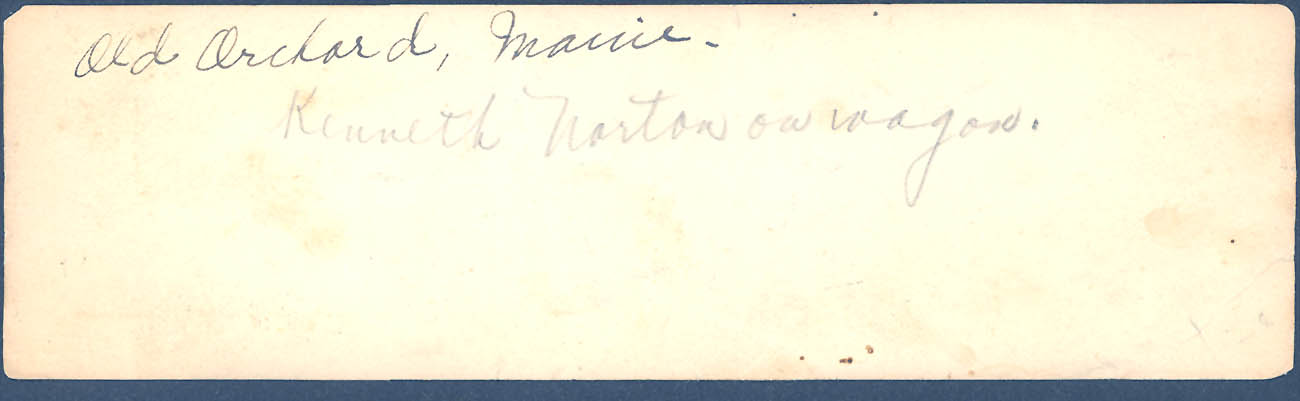 Old Orchard, Maine.
Kenneth Norton on wagon.